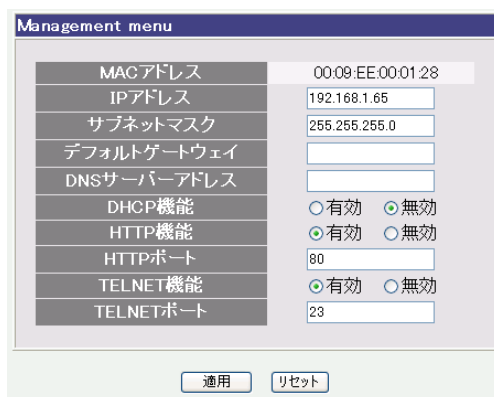 Management menu
MACアドレス 00:09:EE:00:01:28
IPアドレス 192.168.1.65
サブネットマスク 255.255.255.0
デフォルトゲートウェイ
DNSサーバーアドレス
DHCP機能 有効 無効
HTTP機能 有効 無効
HTTPポート 80
TELNET機能 有効 無効
TELNETポート 23
適用 リセット